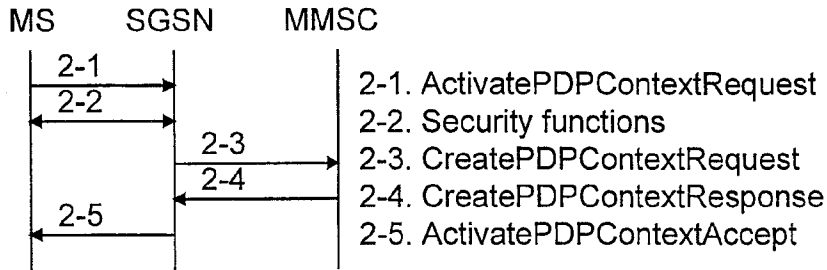 MS SGSN MMSC
2-1
2-2
2-3
2-4
2-5
2-1. ActivatePDPContextRequest
2-2. Security functions
2-3. CreatePDPContextRequest
2-4. CreatePDPContextResponse
2-5. ActivatePDPContextAccept